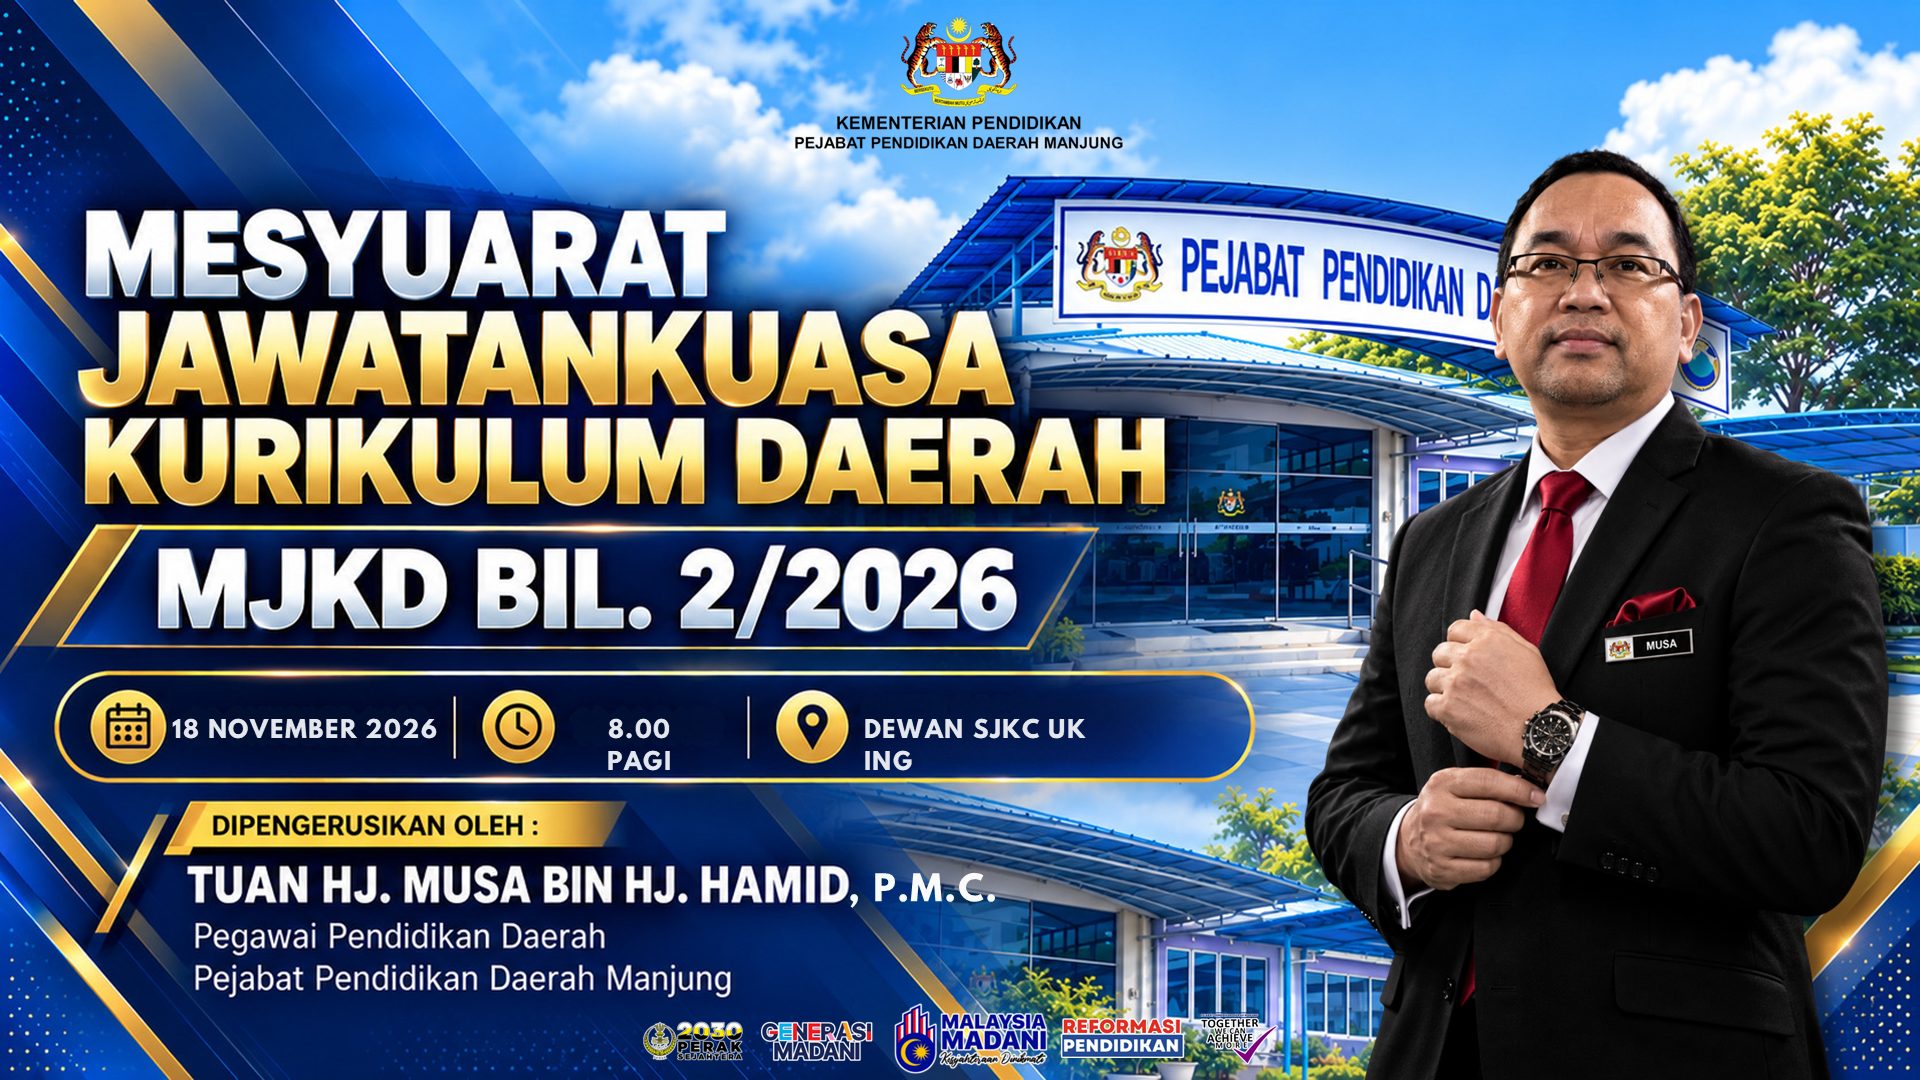 KEMENTERIAN PENDIDIKAN
PEJABAT PENDIDIKAN DAERAH MANJUNG
MESYUARAT
JAWATANKUASA
KURIKULUM DAERAH
MJKD BIL. 2/2026
PEJABAT PENDIDIKAN D
18 NOVEMBER 2026
8.00
PAGI
DEWAN SJKC UK
ING
MUSA
DIPENGERUSIKAN OLEH :
TUAN HJ. MUSA BIN HJ. HAMID, P.M.C.
Pegawai Pendidikan Daerah
Pejabat Pendidikan Daerah Manjung
2030
PERAK
SEJAHTERA
GENERASI
MADANI
MALAYSIA
MADANI
Kesejahteraan Dinikmati
REFORMASI
PENDIDIKAN
TOGETHER
WE CAN
ACHIEVE
MORE